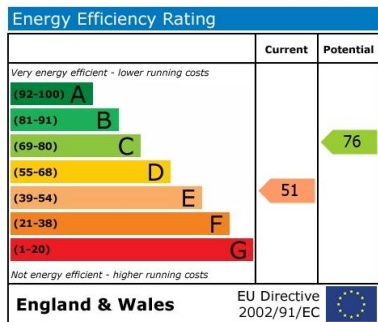 Energy Efficiency Rating
Current Potential
Very energy efficient - lower running costs
(92-100) A
(81-91) B
(69-80) C
76
(55-68) D
(39-54) E
51
(21-38) F
(1-20) G
Not energy efficient - higher running costs
England & Wales
EU Directive
2002/91/EC